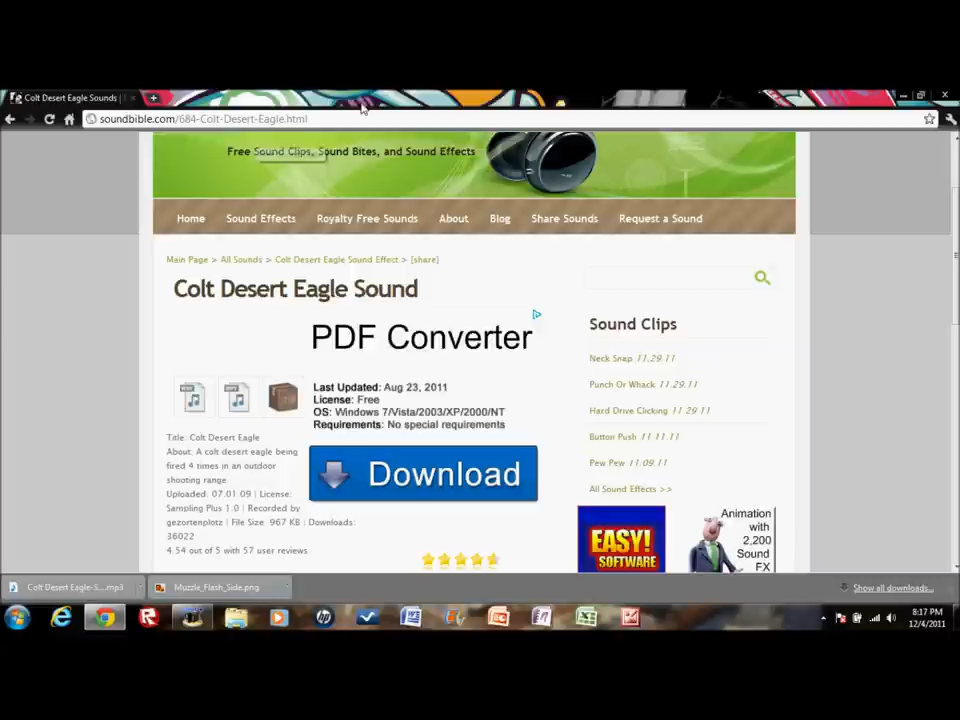 Colt Desert Eagle Sounds |
soundbible.com/684-Colt-Desert-Eagle.html
Free Sound Clips, Sound Bites, and Sound Effects
Home Sound Effects Royalty Free Sounds About Blog Share Sounds Request a Sound
Main Page > All Sounds > Colt Desert Eagle Sound Effect > [share]
Colt Desert Eagle Sound
PDF Converter
Last Updated: Aug 23, 2011
License: Free
OS: Windows 7/Vista/2003/XP/2000/NT
Requirements: No special requirements
Download
Title: Colt Desert Eagle
About: A colt desert eagle being
fired 4 times in an outdoor
shooting range
Uploaded: 07.01.09 | License:
Sampling Plus 1.0 | Recorded by
gezortenplotz | File Size: 967 KB | Downloads:
36022
4.54 out of 5 with 57 user reviews
Sound Clips
Neck Snap 11.29.11
Punch Or Whack 11.29.11
Hard Drive Clicking 11.29.11
Button Push 11.11.11
Pew Pew 11.09.11
All Sound Effects >>
EASY!
SOFTWARE
Animation
with
2,200
Sound
FX
Colt Desert Eagle-S....mp3
Muzzle_Flash_Side.png
Show all downloads...
8:17 PM
12/4/2011